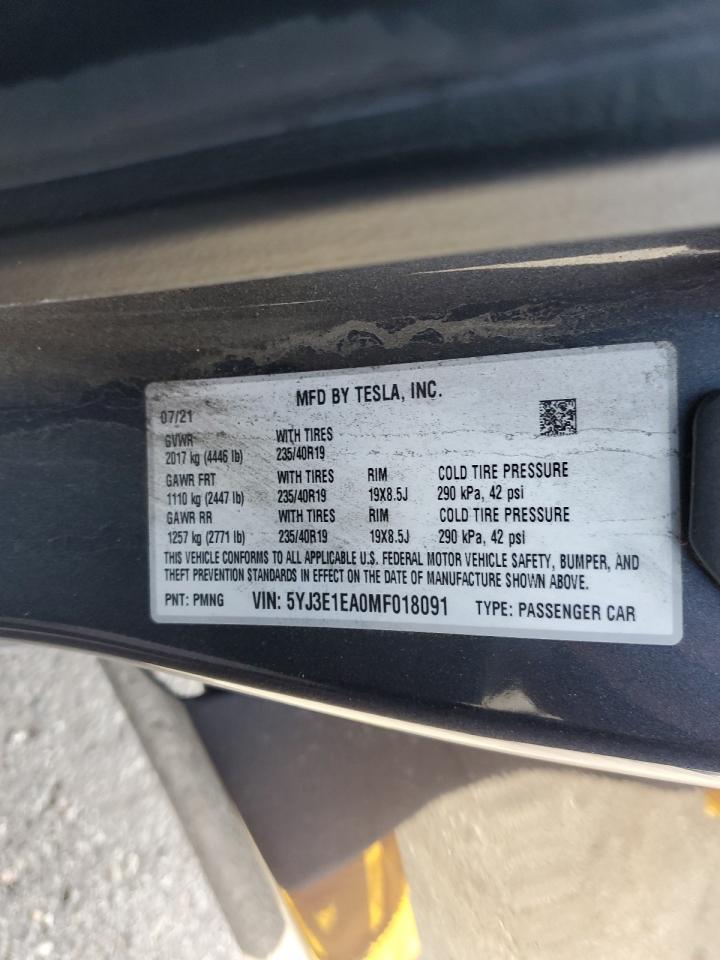 MFD BY TESLA, INC.
07/21
GVWR WITH TIRES
2017 kg (4446 lb) 235/40R19
GAWR FRT WITH TIRES RIM COLD TIRE PRESSURE
1110 kg (2447 lb) 235/40R19 19X8.5J 290 kPa, 42 psi
GAWR RR WITH TIRES RIM COLD TIRE PRESSURE
1257 kg (2771 lb) 235/40R19 19X8.5J 290 kPa, 42 psi
THIS VEHICLE CONFORMS TO ALL APPLICABLE U.S. FEDERAL MOTOR VEHICLE SAFETY, BUMPER, AND
THEFT PREVENTION STANDARDS IN EFFECT ON THE DATE OF MANUFACTURE SHOWN ABOVE.
PNT: PMNG VIN: 5YJ3E1EA0MF018091 TYPE: PASSENGER CAR